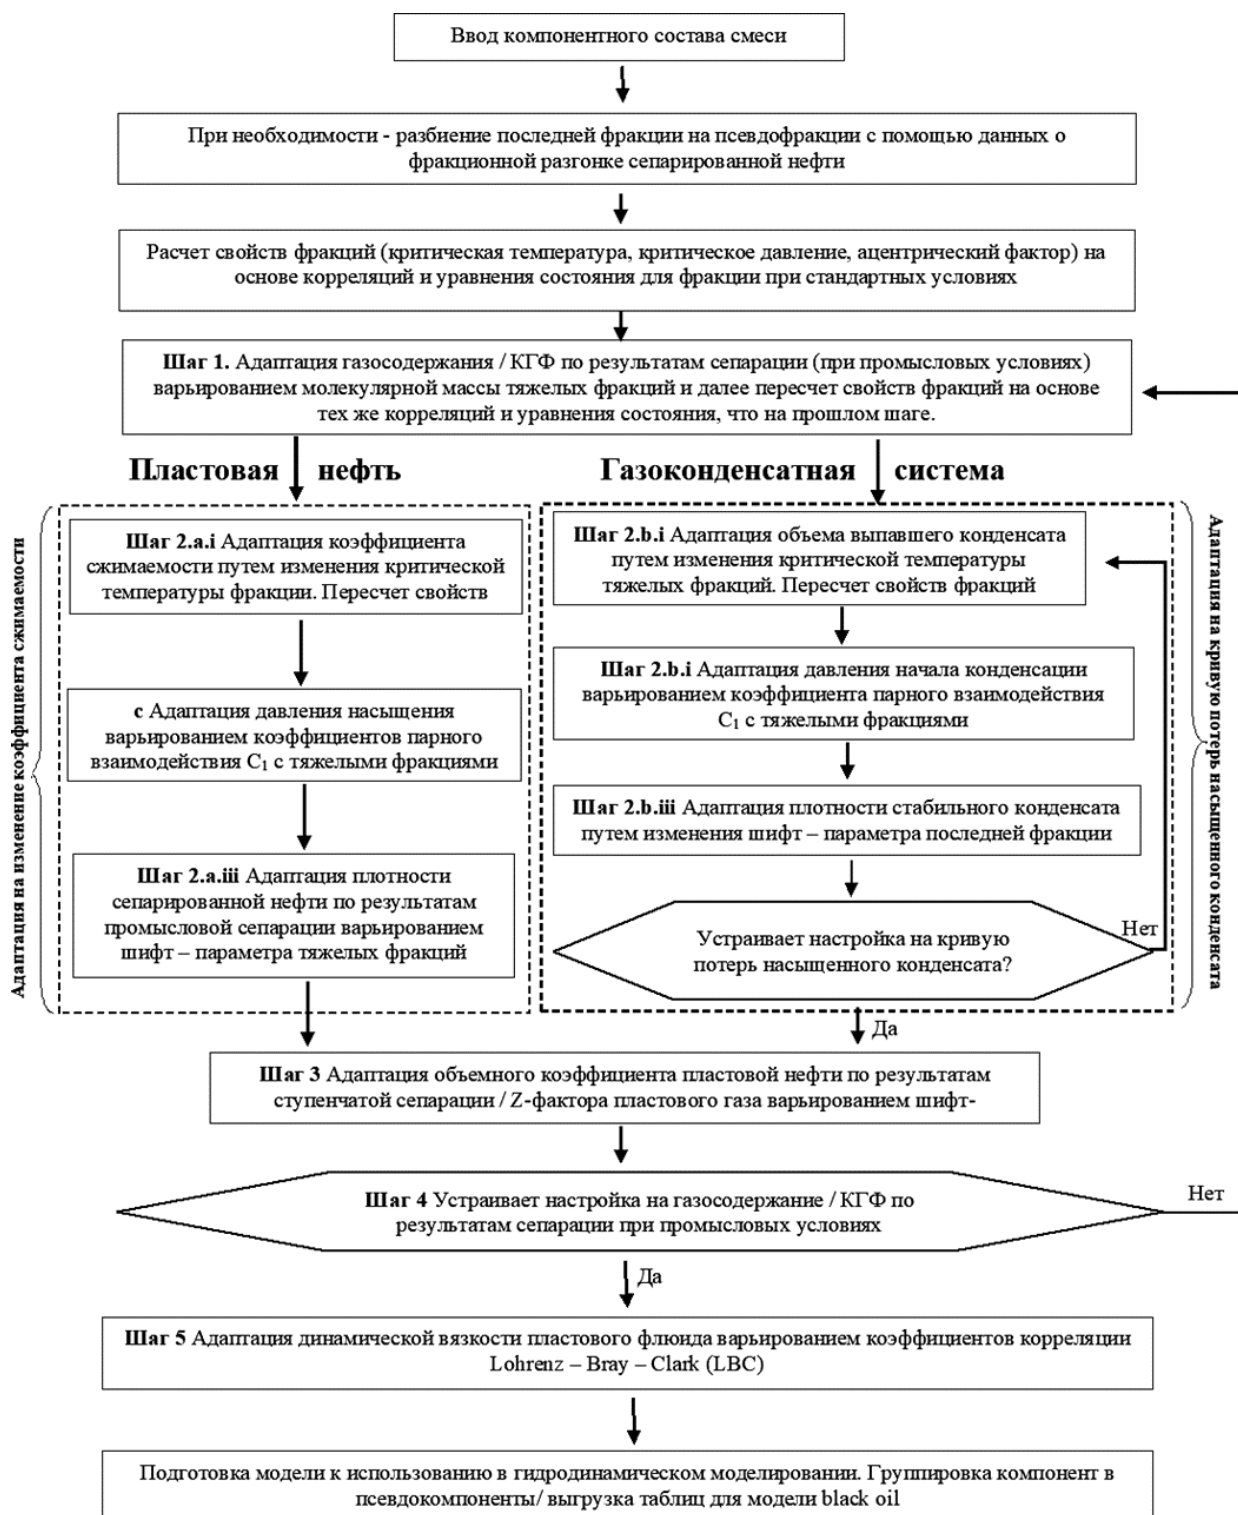 Ввод компонентного состава смеси
При необходимости - разбиение последней фракции на псевдофракции с помощью данных о
фракционной разгонке сепарированной нефти
Расчет свойств фракций (критическая температура, критическое давление, ацентрический фактор) на
основе корреляций и уравнения состояния для фракции при стандартных условиях
Шаг 1. Адаптация газосодержания / КГФ по результатам сепарации (при промысловых условиях)
варьированием молекулярной массы тяжелых фракций и далее пересчет свойств фракций на основе
тех же корреляций и уравнения состояния, что на прошлом шаге.
Пластовая нефть
Адаптация на изменение коэффициента сжимаемости
Шаг 2.a.i Адаптация коэффициента
сжимаемости путем изменения критической
температуры фракции. Пересчет свойств
с Адаптация давления насыщения
варьированием коэффициентов парного
взаимодействия C₁ с тяжелыми фракциями
Шаг 2.a.iii Адаптация плотности
сепарированной нефти по результатам
промысловой сепарации варьированием
шифт – параметра тяжелых фракций
Газоконденсатная система
Шаг 2.b.i Адаптация объема выпавшего конденсата
путем изменения критической температуры
тяжелых фракций. Пересчет свойств фракций
Шаг 2.b.i Адаптация давления начала конденсации
варьированием коэффициента парного взаимодействия
C₁ с тяжелыми фракциями
Шаг 2.b.iii Адаптация плотности стабильного конденсата
путем изменения шифт – параметра последней фракции
Устраивает настройка на кривую
потерь насыщенного конденсата?
Нет
Да
Адаптация на кривую потерь насыщенного конденсата
Шаг 3 Адаптация объемного коэффициента пластовой нефти по результатам
ступенчатой сепарации / Z-фактора пластового газа варьированием шифт-
Шаг 4 Устраивает настройка на газосодержание / КГФ по
результатам сепарации при промысловых условиях
Нет
Да
Шаг 5 Адаптация динамической вязкости пластового флюида варьированием коэффициентов корреляции
Lohrenz – Bray – Clark (LBC)
Подготовка модели к использованию в гидродинамическом моделировании. Группировка компонент в
псевдокомпоненты/ выгрузка таблиц для модели black oil